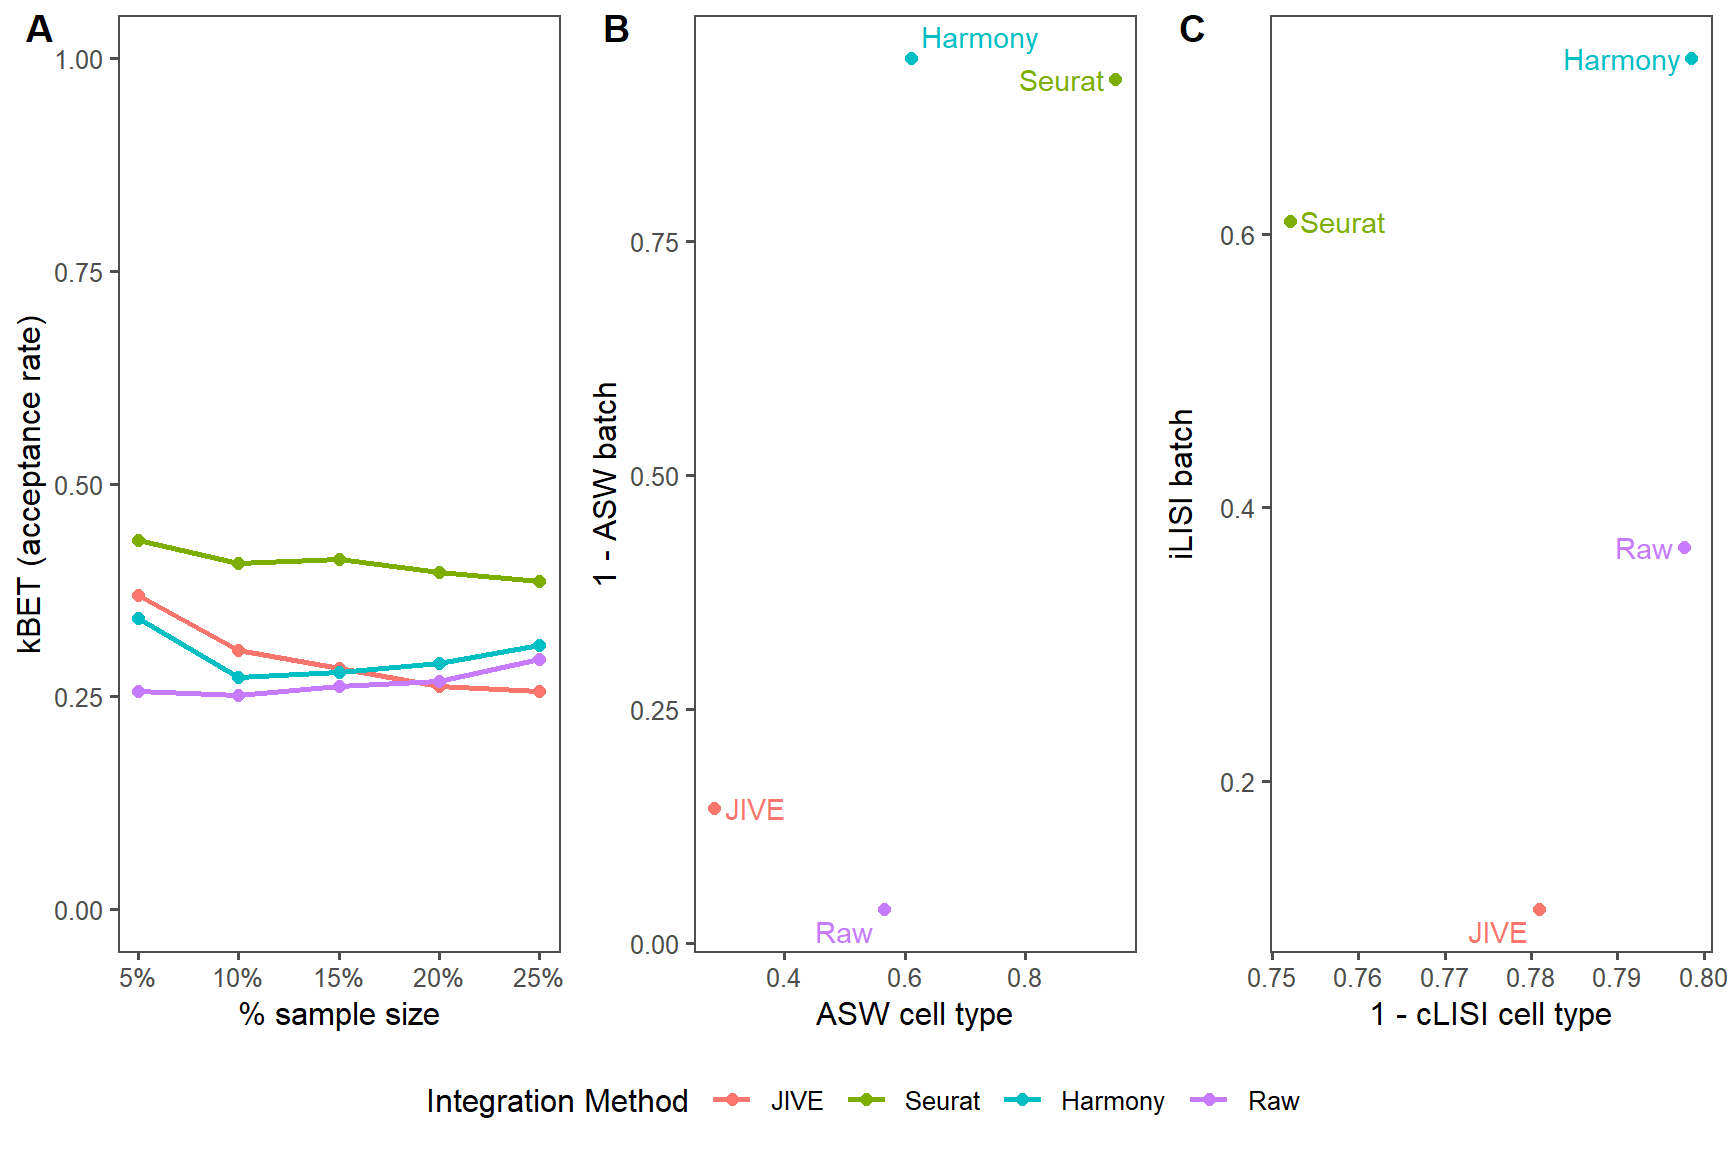 A
kBET (acceptance rate)
1.00
0.75
0.50
0.25
0.00
5% 10% 15% 20% 25%
% sample size
B
1 - ASW batch
0.75
0.50
0.25
0.00
Harmony
Seurat
JIVE
Raw
0.4 0.6 0.8
ASW cell type
C
iLISI batch
0.6
0.4
0.2
Harmony
Seurat
Raw
JIVE
0.75 0.76 0.77 0.78 0.79 0.80
1 - cLISI cell type
Integration Method JIVE Seurat Harmony Raw